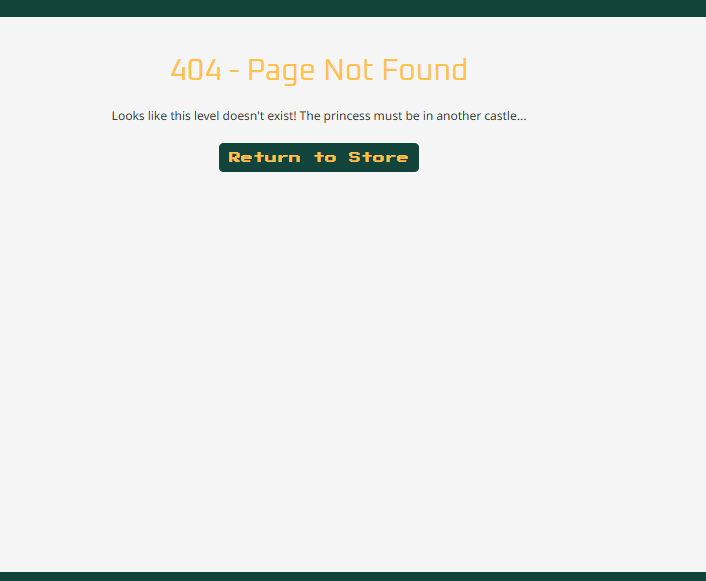 404 - Page Not Found
Looks like this level doesn't exist! The princess must be in another castle...
Return to Store